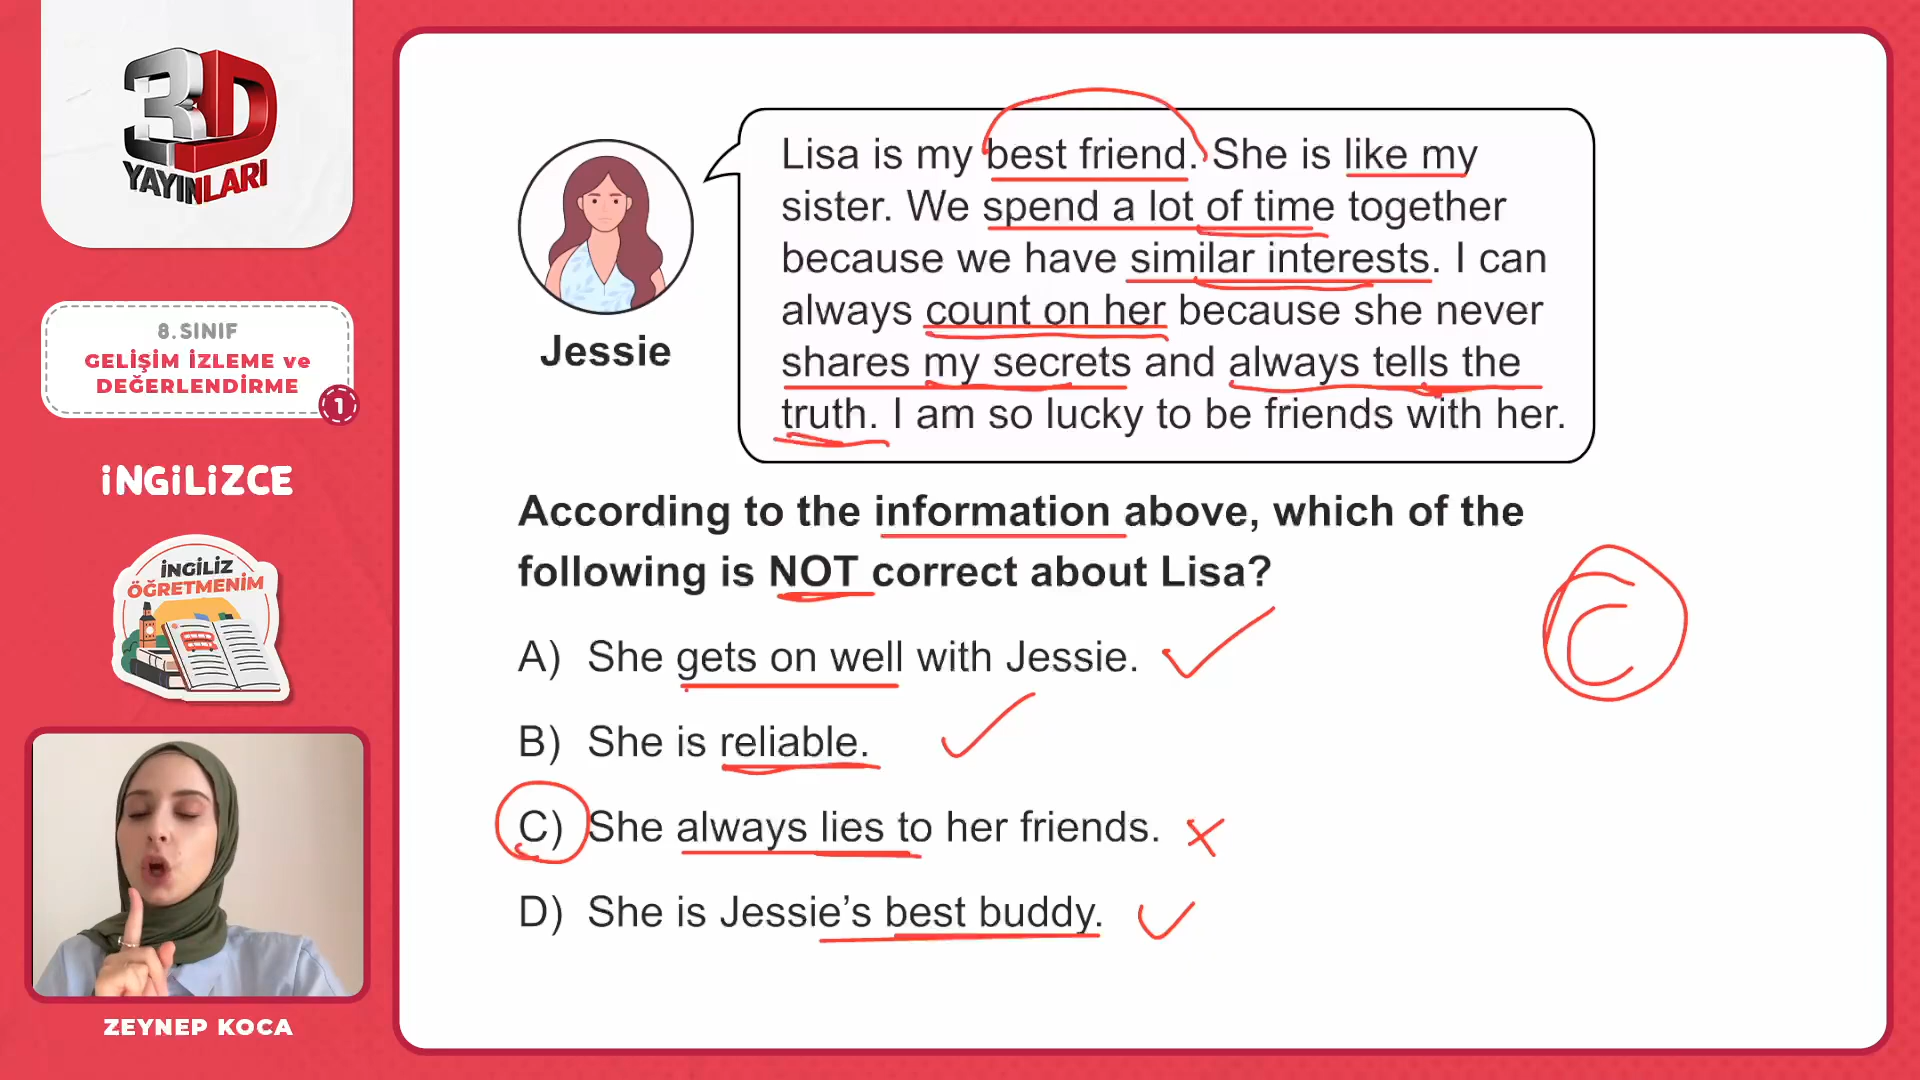 3D
YAYINLARI
8.SINIF
GELİŞİM İZLEME ve
DEĞERLENDİRME
1
İNGİLİZCE
İNGİLİZ
ÖĞRETMENİM
ZEYNEP KOCA
Jessie
Lisa is my best friend. She is like my
sister. We spend a lot of time together
because we have similar interests. I can
always count on her because she never
shares my secrets and always tells the
truth. I am so lucky to be friends with her.
According to the information above, which of the
following is NOT correct about Lisa?
A) She gets on well with Jessie.
B) She is reliable.
C) She always lies to her friends.
D) She is Jessie’s best buddy.
C